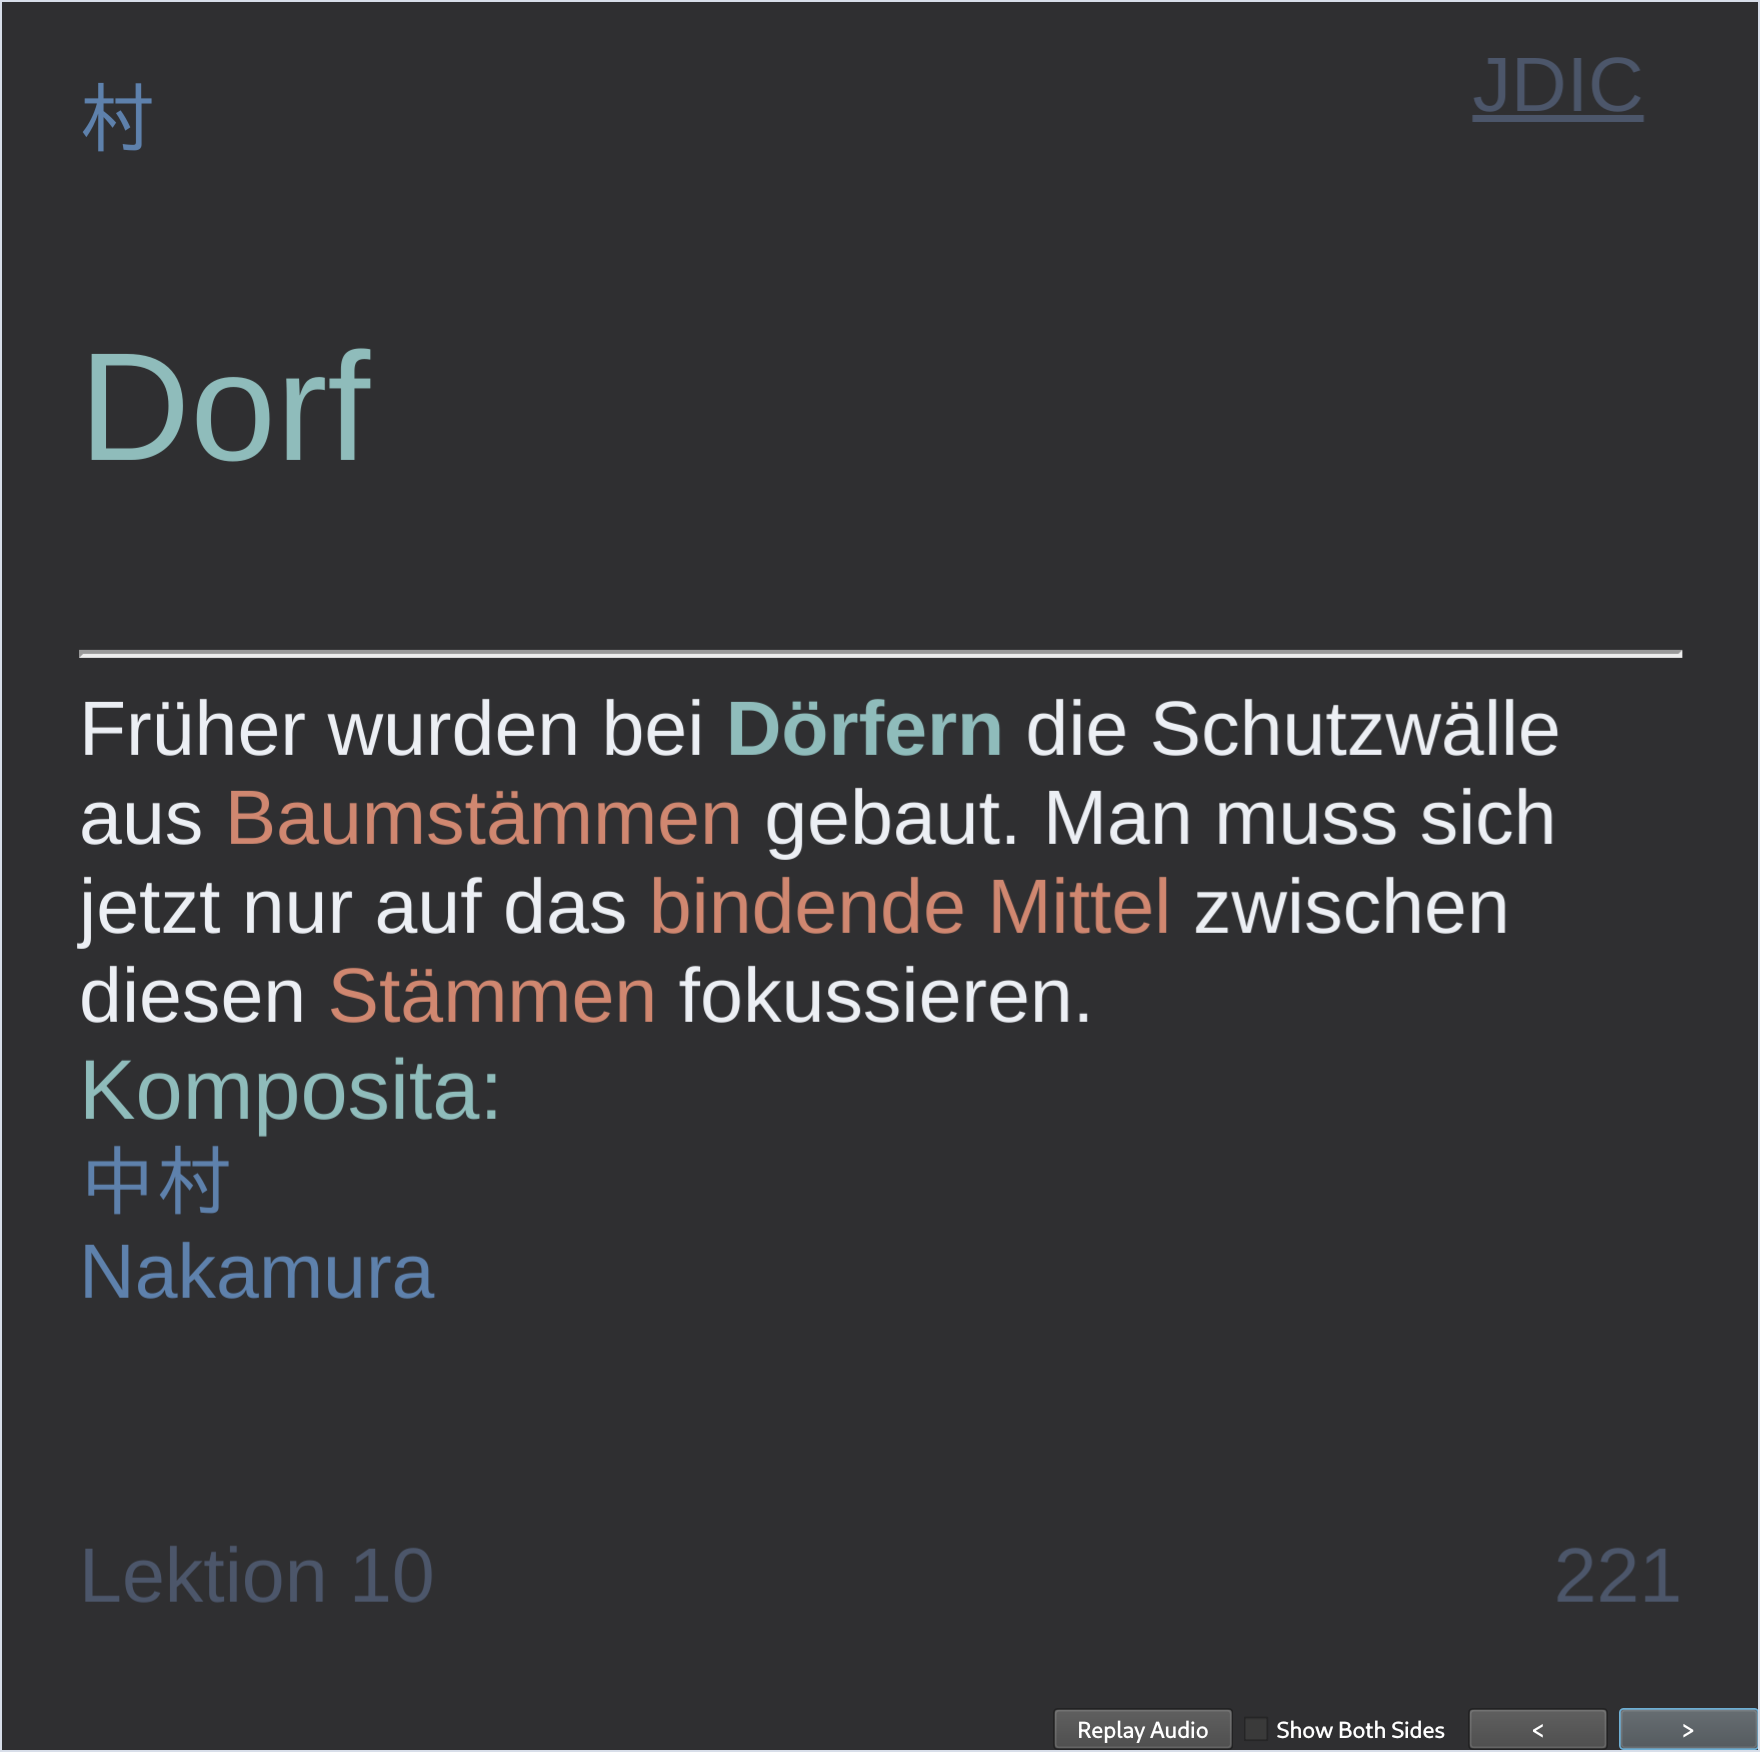 村
JDIC
Dorf
Früher wurden bei Dörfern die Schutzwälle
aus Baumstämmen gebaut. Man muss sich
jetzt nur auf das bindende Mittel zwischen
diesen Stämmen fokussieren.
Komposita:
中村
Nakamura
Lektion 10
221
Replay Audio
Show Both Sides
<
>